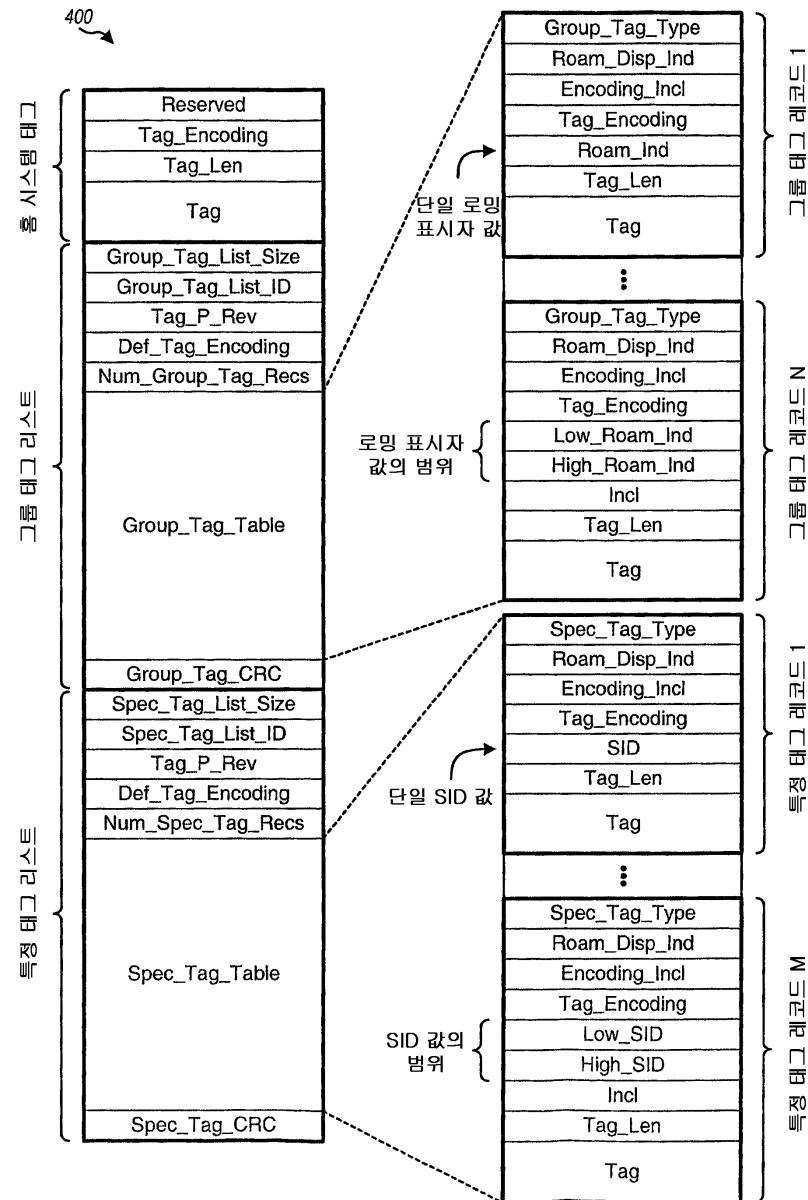 400
홈 시스템 태그
Reserved
Tag_Encoding
Tag_Len
Tag
그룹 태그 리스트
Group_Tag_List_Size
Group_Tag_List_ID
Tag_P_Rev
Def_Tag_Encoding
Num_Group_Tag_Recs
Group_Tag_Table
Group_Tag_CRC
특정 태그 리스트
Spec_Tag_List_Size
Spec_Tag_List_ID
Tag_P_Rev
Def_Tag_Encoding
Num_Spec_Tag_Recs
Spec_Tag_Table
Spec_Tag_CRC
Group_Tag_Type
Roam_Disp_Ind
Encoding_Incl
Tag_Encoding
Roam_Ind
Tag_Len
Tag
단일 로밍
표시자 값
그룹 태그 레코드 1
Group_Tag_Type
Roam_Disp_Ind
Encoding_Incl
Tag_Encoding
Low_Roam_Ind
High_Roam_Ind
Incl
Tag_Len
Tag
로밍 표시자
값의 범위
그룹 태그 레코드 N
Spec_Tag_Type
Roam_Disp_Ind
Encoding_Incl
Tag_Encoding
SID
Tag_Len
Tag
단일 SID 값
특정 태그 레코드 1
Spec_Tag_Type
Roam_Disp_Ind
Encoding_Incl
Tag_Encoding
Low_SID
High_SID
Incl
Tag_Len
Tag
SID 값의
범위
특정 태그 레코드 M